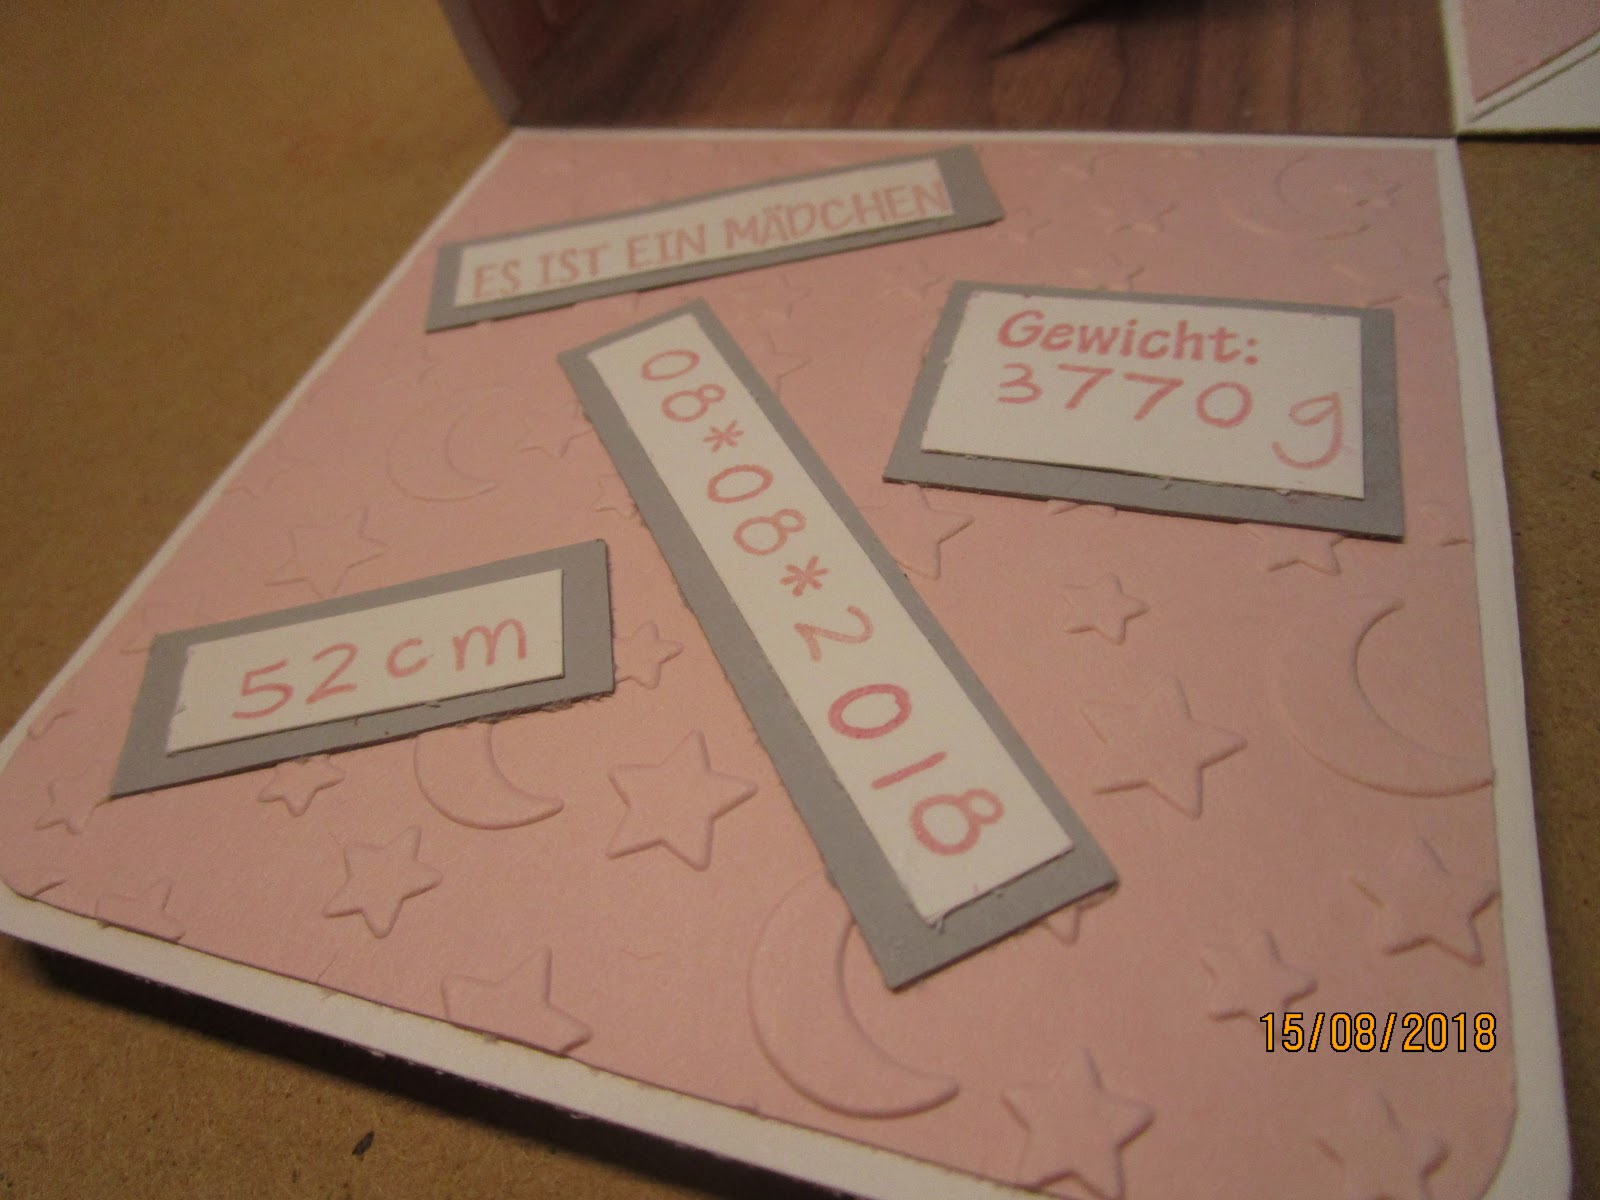 ES IST EIN MÄDCHEN
Gewicht:
3770 g
08*08*2018
52cm
15/08/2018